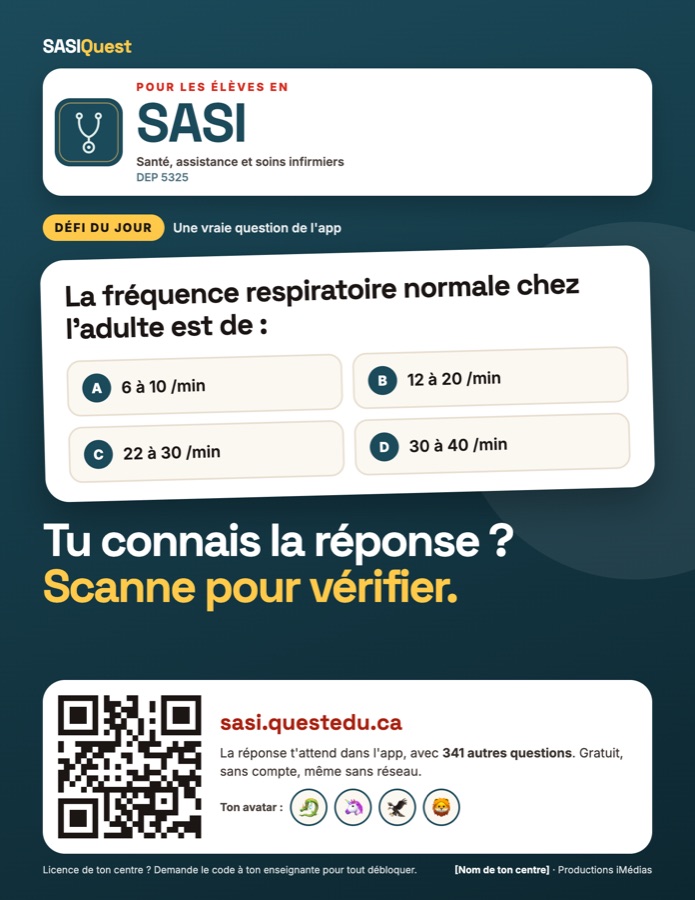 SASIQuest
POUR LES ÉLÈVES EN
SASI
Santé, assistance et soins infirmiers
DEP 5325
DÉFI DU JOUR Une vraie question de l'app
La fréquence respiratoire normale chez
l'adulte est de :
A 6 à 10 /min
B 12 à 20 /min
C 22 à 30 /min
D 30 à 40 /min
Tu connais la réponse ?
Scanne pour vérifier.
sasi.questedu.ca
La réponse t'attend dans l'app, avec 341 autres questions. Gratuit,
sans compte, même sans réseau.
Ton avatar :
Licence de ton centre ? Demande le code à ton enseignante pour tout débloquer.
[Nom de ton centre] · Productions iMédias